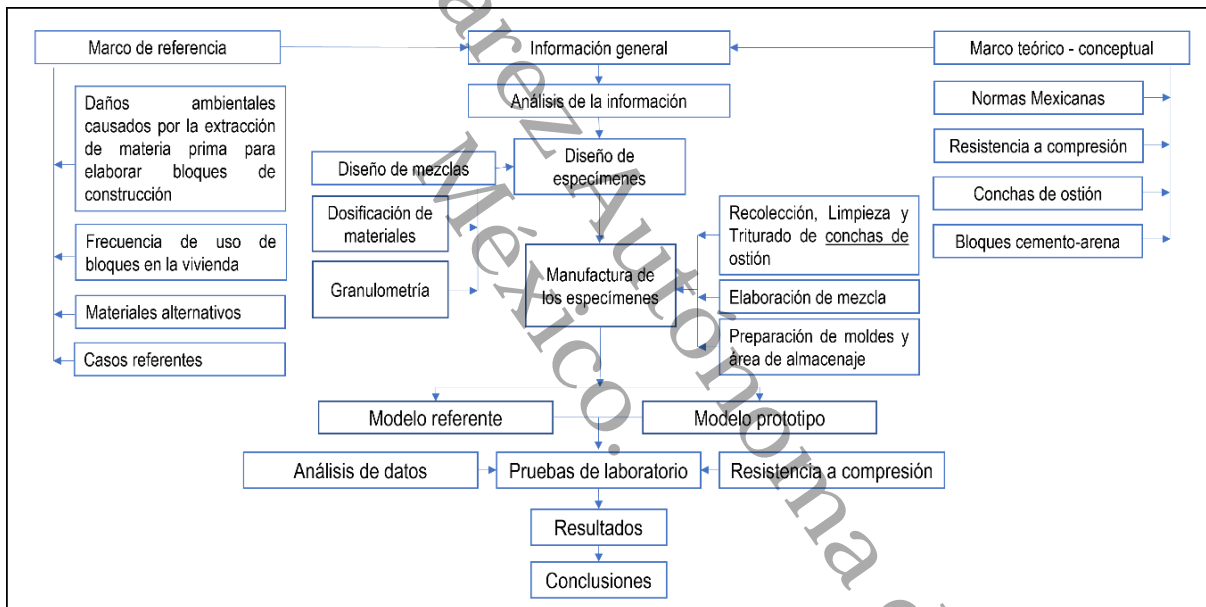 Marco de referencia
Información general
Marco teórico - conceptual
Análisis de la información
Daños ambientales
causados por la extracción
de materia prima para
elaborar bloques de
construcción
Frecuencia de uso de
bloques en la vivienda
Materiales alternativos
Casos referentes
Diseño de mezclas
Dosificación de
materiales
Granulometría
Diseño de
especímenes
Manufactura de
los especímenes
Recolección, Limpieza y
Triturado de conchas de
ostión
Elaboración de mezcla
Preparación de moldes y
área de almacenaje
Normas Mexicanas
Resistencia a compresión
Conchas de ostión
Bloques cemento-arena
Modelo referente
Modelo prototipo
Análisis de datos
Pruebas de laboratorio
Resistencia a compresión
Resultados
Conclusiones
Autónoma
México.